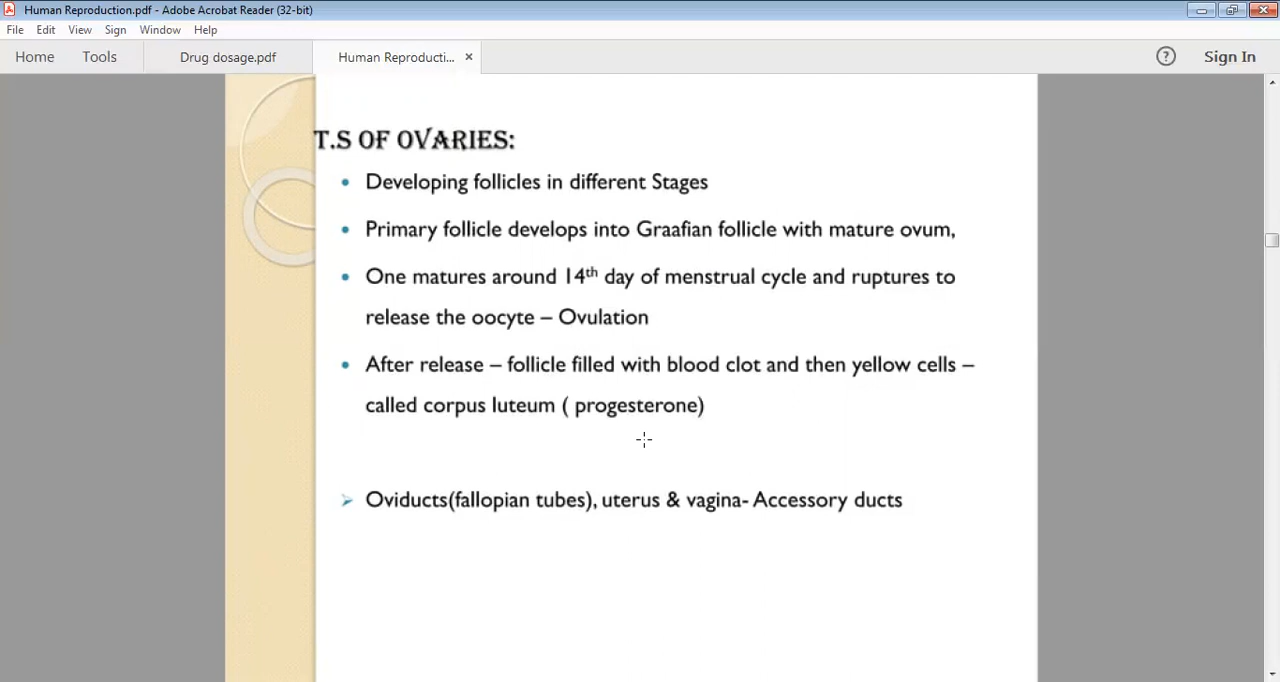 Human Reproduction.pdf - Adobe Acrobat Reader (32-bit)
File Edit View Sign Window Help
Home Tools Drug dosage.pdf Human Reproducti... × ? Sign In
T.S OF OVARIES:
• Developing follicles in different Stages
• Primary follicle develops into Graafian follicle with mature ovum,
• One matures around 14th day of menstrual cycle and ruptures to
release the oocyte – Ovulation
• After release – follicle filled with blood clot and then yellow cells –
called corpus luteum ( progesterone)
➢ Oviducts(fallopian tubes), uterus & vagina- Accessory ducts